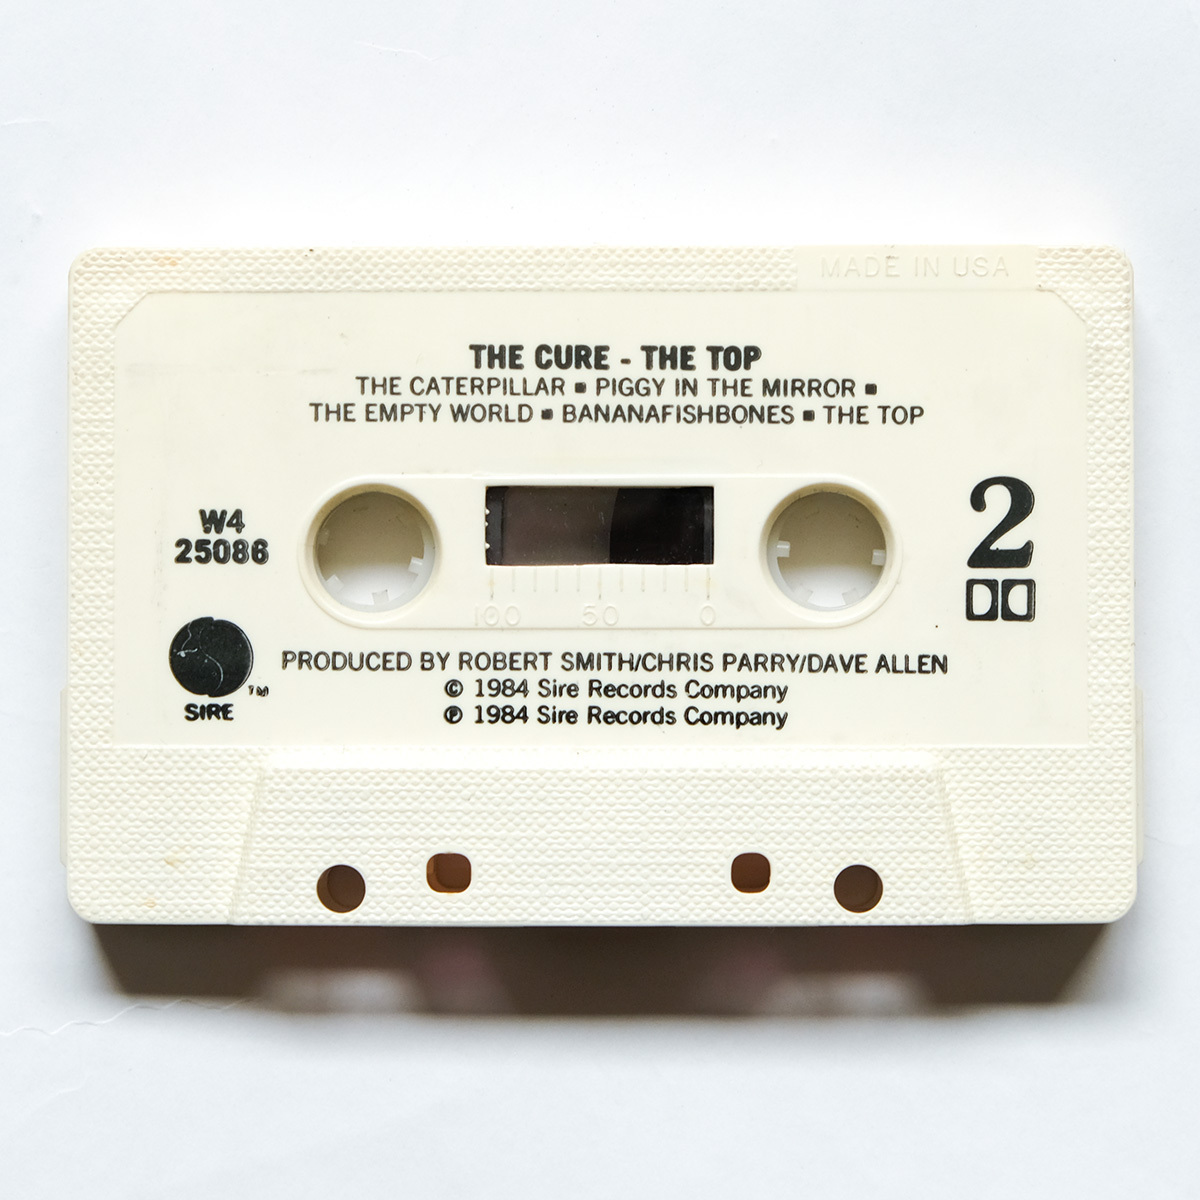 MADE IN USA
THE CURE - THE TOP
THE CATERPILLAR ▪ PIGGY IN THE MIRROR ▪
THE EMPTY WORLD ▪ BANANAFISHBONES ▪ THE TOP
W4
25086
2
100 50 0
PRODUCED BY ROBERT SMITH/CHRIS PARRY/DAVE ALLEN
© 1984 Sire Records Company
℗ 1984 Sire Records Company
TM
SIRE